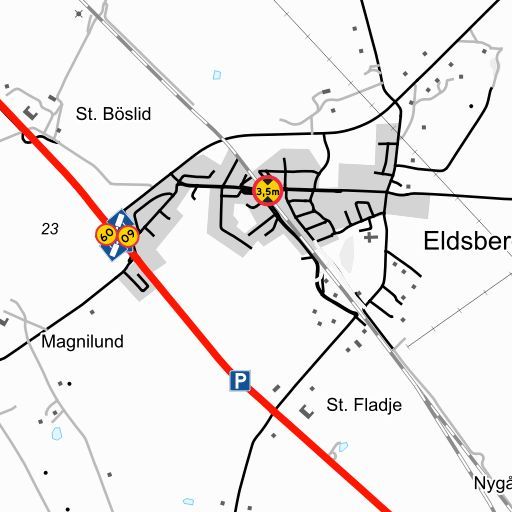 St. Böslid
3,5m
23
60
60
Eldsber
Magnilund
P
St. Fladje
Nygå